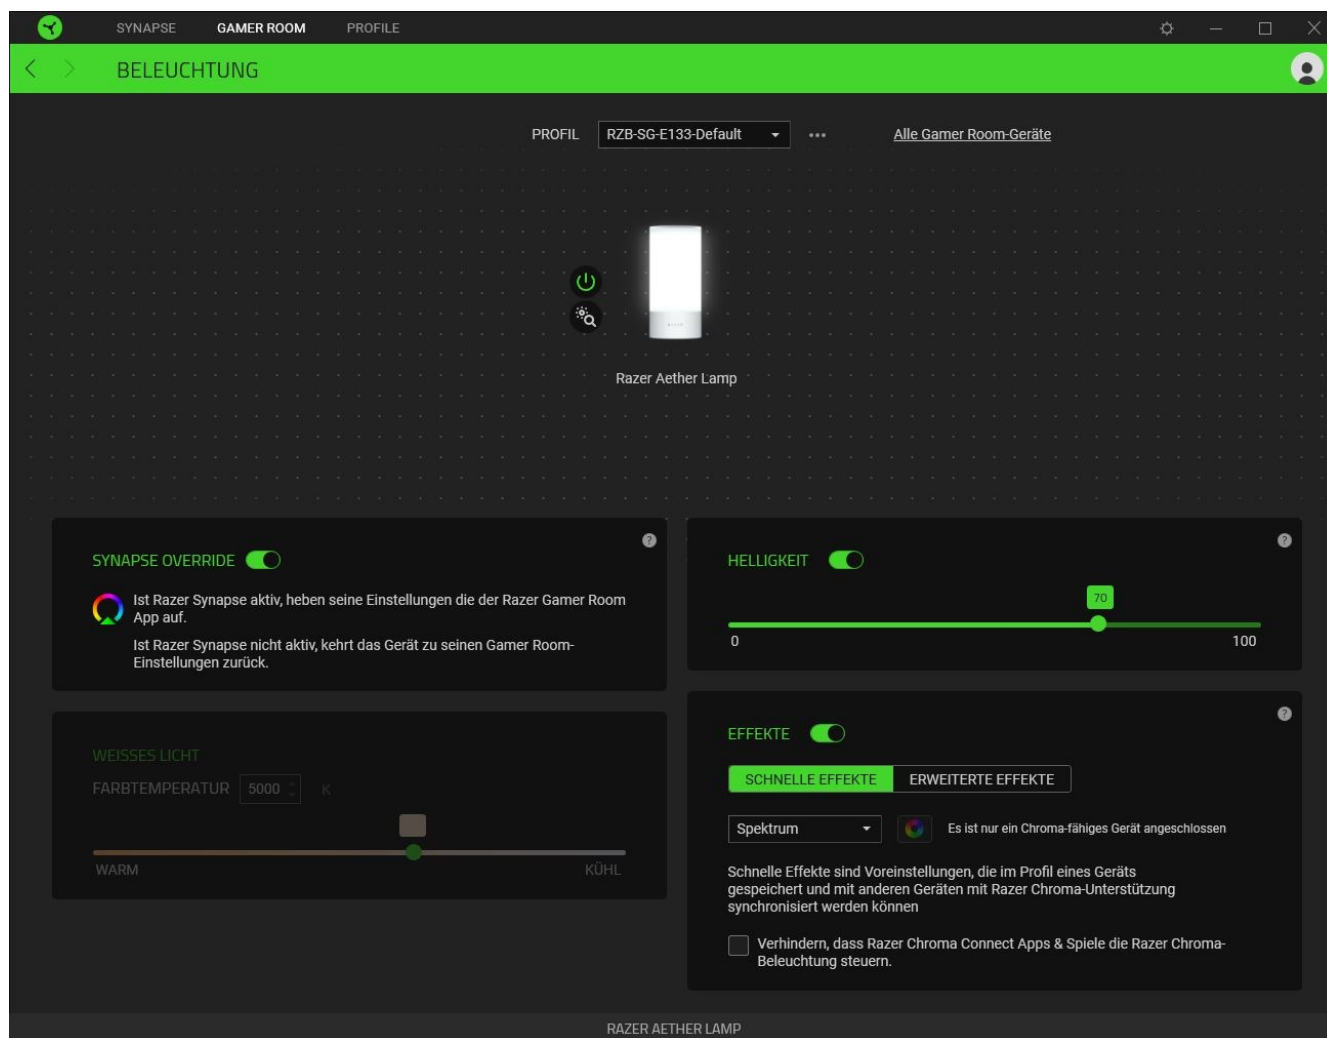 SYNAPSE GAMER ROOM PROFILE
BELEUCHTUNG
PROFIL RZB-SG-E133-Default Alle Gamer Room-Geräte
Razer Aether Lamp
SYNAPSE OVERRIDE
Ist Razer Synapse aktiv, heben seine Einstellungen die der Razer Gamer Room
App auf.
Ist Razer Synapse nicht aktiv, kehrt das Gerät zu seinen Gamer Room-
Einstellungen zurück.
HELLIGKEIT
70
0 100
WEISSES LICHT
FARBTEMPERATUR 5000 K
WARM KÜHL
EFFEKTE
SCHNELLE EFFEKTE ERWEITERTE EFFEKTE
Spektrum Es ist nur ein Chroma-fähiges Gerät angeschlossen
Schnelle Effekte sind Voreinstellungen, die im Profil eines Geräts
gespeichert und mit anderen Geräten mit Razer Chroma-Unterstützung
synchronisiert werden können
Verhindern, dass Razer Chroma Connect Apps & Spiele die Razer Chroma-
Beleuchtung steuern.
RAZER AETHER LAMP